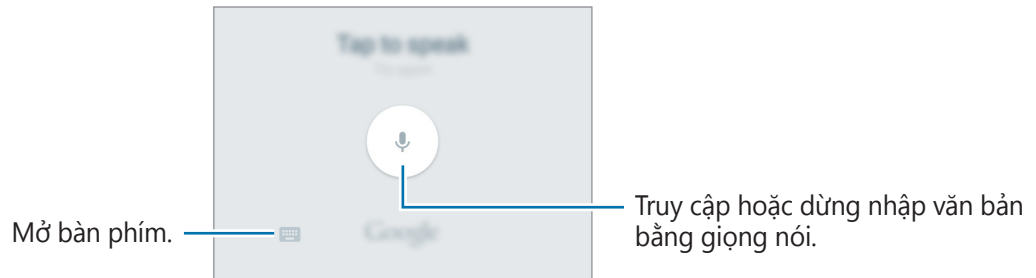 Tap to speak
Mở bàn phím.
Truy cập hoặc dừng nhập văn bản
bằng giọng nói.
Google